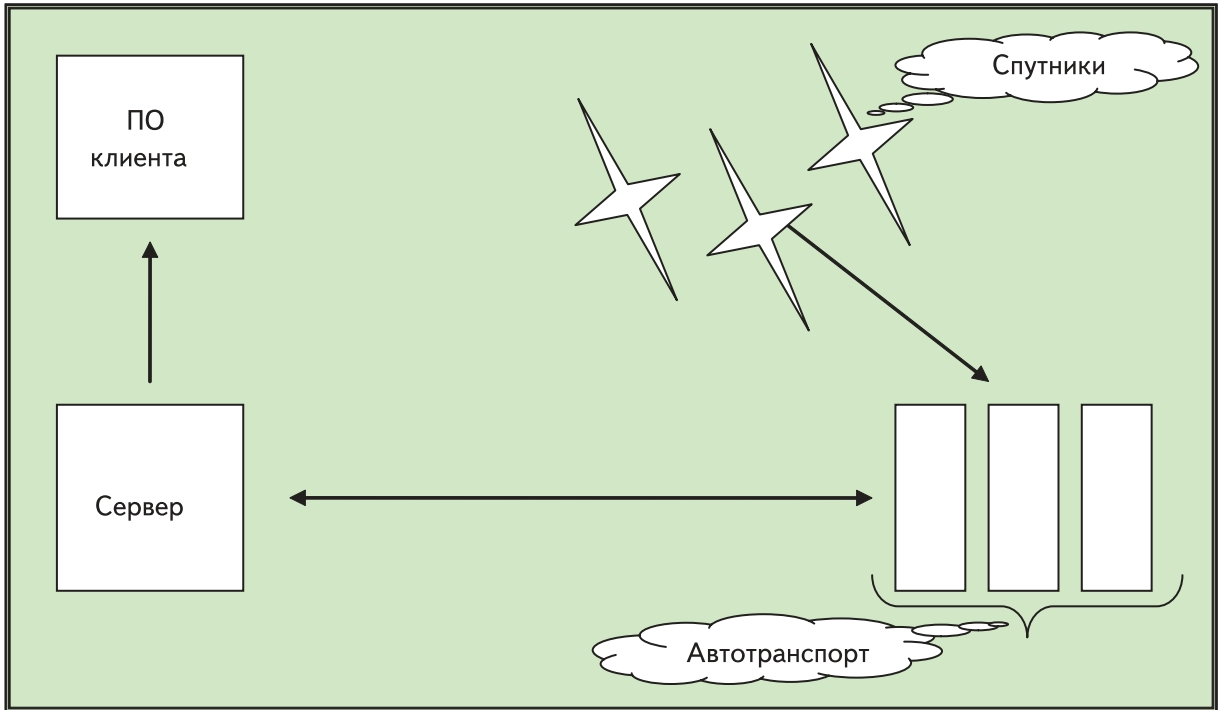 Спутники
ПО
клиента
Сервер
Автотранспорт